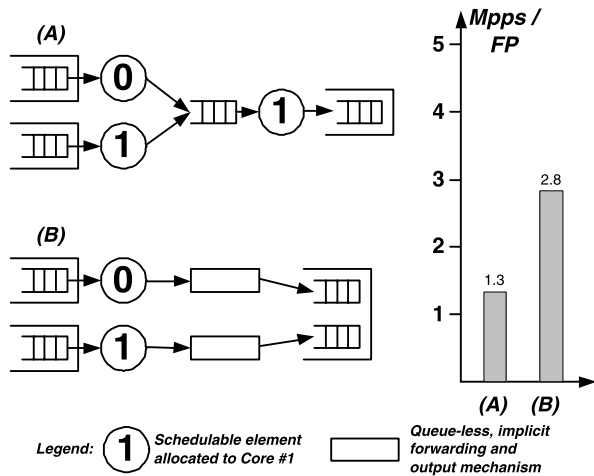 (A)
0
1
1
(B)
0
1
Mpps /
FP
5
4
3
2
1
1.3
2.8
(A)
(B)
Legend:
1
Schedulable element
allocated to Core #1
Queue-less, implicit
forwarding and
output mechanism